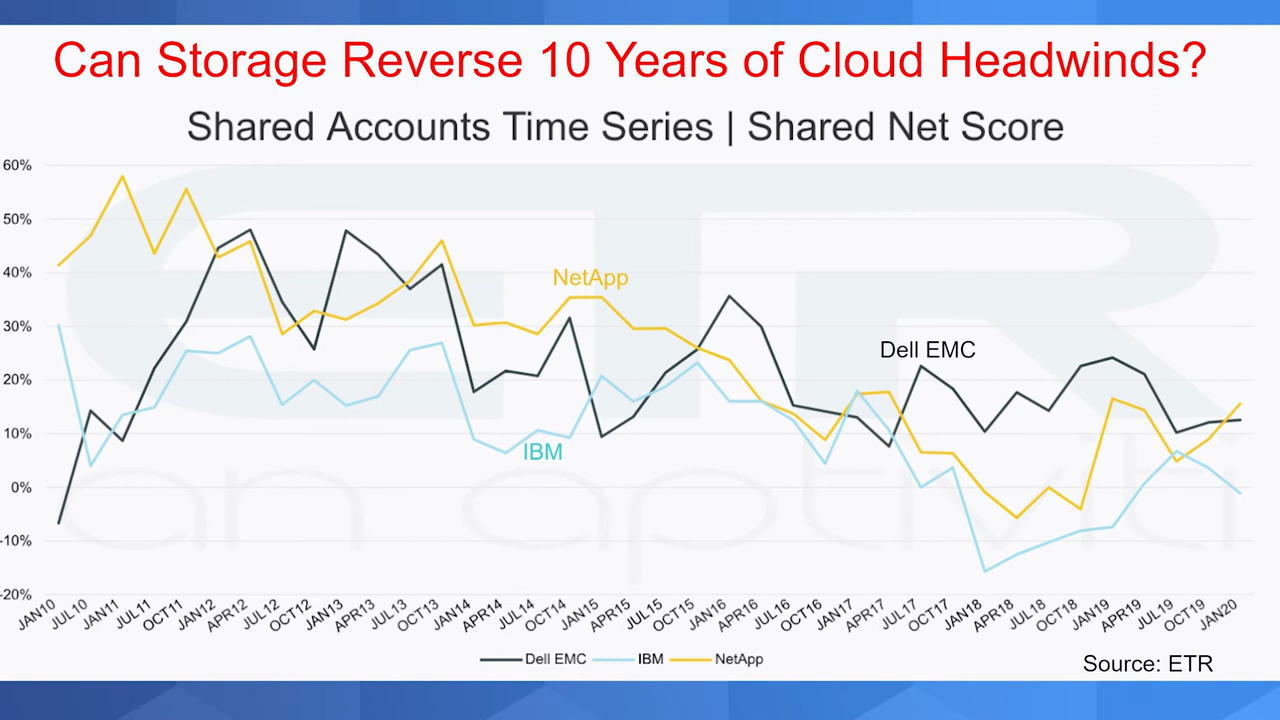 Can Storage Reverse 10 Years of Cloud Headwinds?
Shared Accounts Time Series | Shared Net Score
60%
50%
40%
30%
20%
10%
0%
-10%
-20%
NetApp
Dell EMC
IBM
JAN10 JUL10 JAN11 JUL11 OCT11 JAN12 APR12 JUL12 OCT12 JAN13 APR13 JUL13 OCT13 JAN14 APR14 JUL14 OCT14 JAN15 APR15 JUL15 OCT15 JAN16 APR16 JUL16 OCT16 JAN17 APR17 JUL17 OCT17 JAN18 APR18 JUL18 OCT18 JAN19 APR19 JUL19 OCT19 JAN20
Dell EMC IBM NetApp
Source: ETR
ETR
an aptiviti